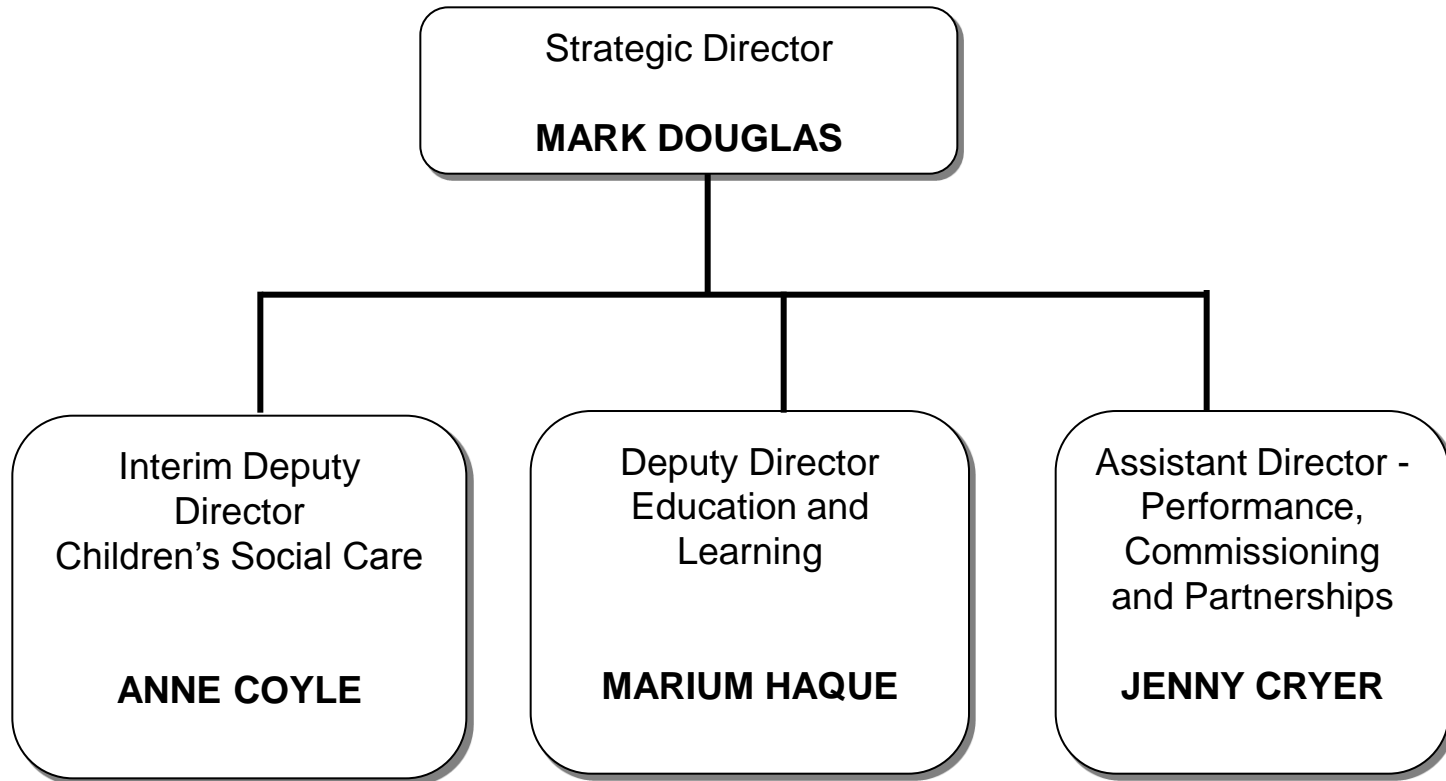 Strategic Director
MARK DOUGLAS
Interim Deputy
Director
Children’s Social Care
ANNE COYLE
Deputy Director
Education and
Learning
MARIUM HAQUE
Assistant Director -
Performance,
Commissioning
and Partnerships
JENNY CRYER